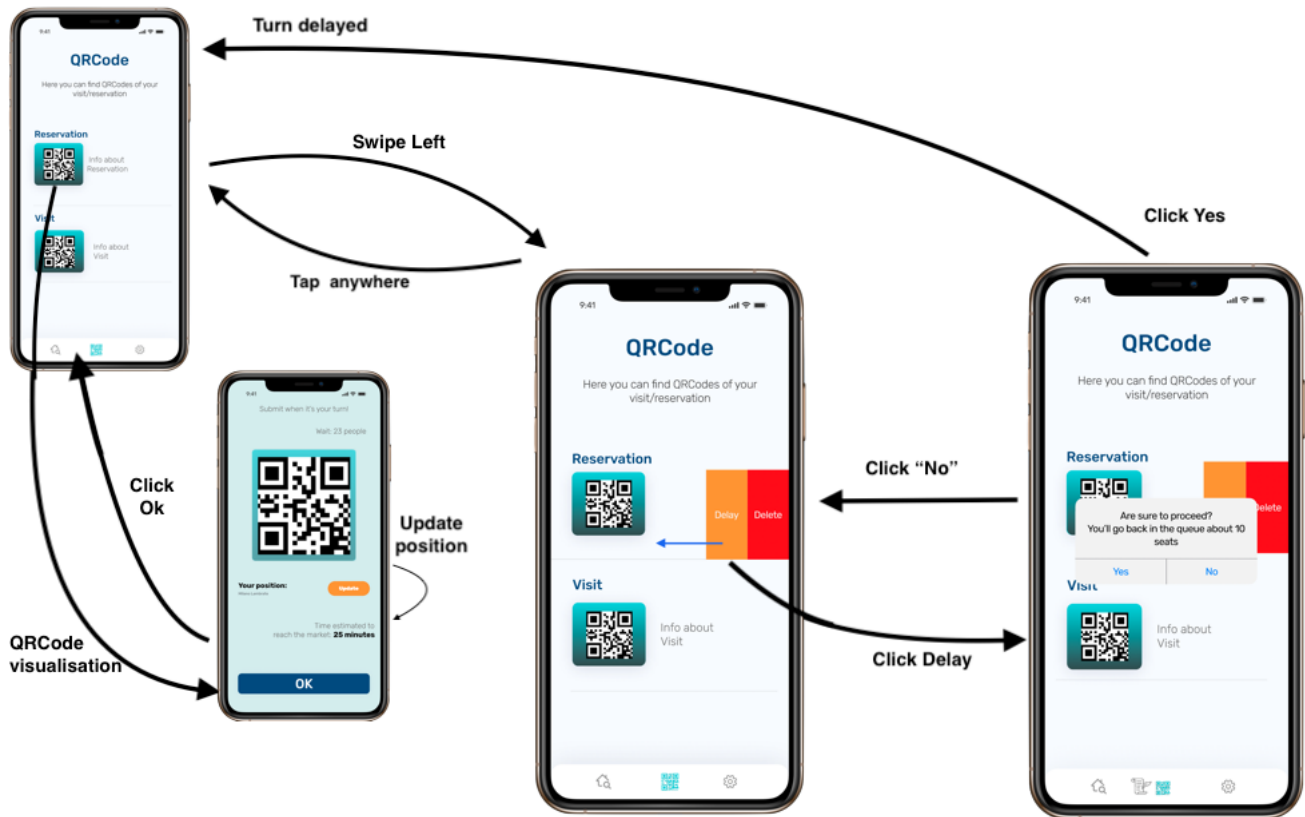 Turn delayed
9:41
QRCode
Here you can find QRCodes of your
visit/reservation
Reservation
Info about
Reservation
Visit
Info about
Visit
Swipe Left
Tap anywhere
Click Yes
QRCode
visualisation
Click
Ok
9:41
Submit when it's your turn!
Wait: 23 people
Your position:
Update
Time estimated to
reach the market: 25 minutes
OK
Update
position
9:41
QRCode
Here you can find QRCodes of your
visit/reservation
Reservation
Delay
Delete
Visit
Info about
Visit
Click “No”
Click Delay
9:41
QRCode
Here you can find QRCodes of your
visit/reservation
Reservation
Delete
Are sure to proceed?
You'll go back in the queue about 10
seats
Yes
No
Visit
Info about
Visit